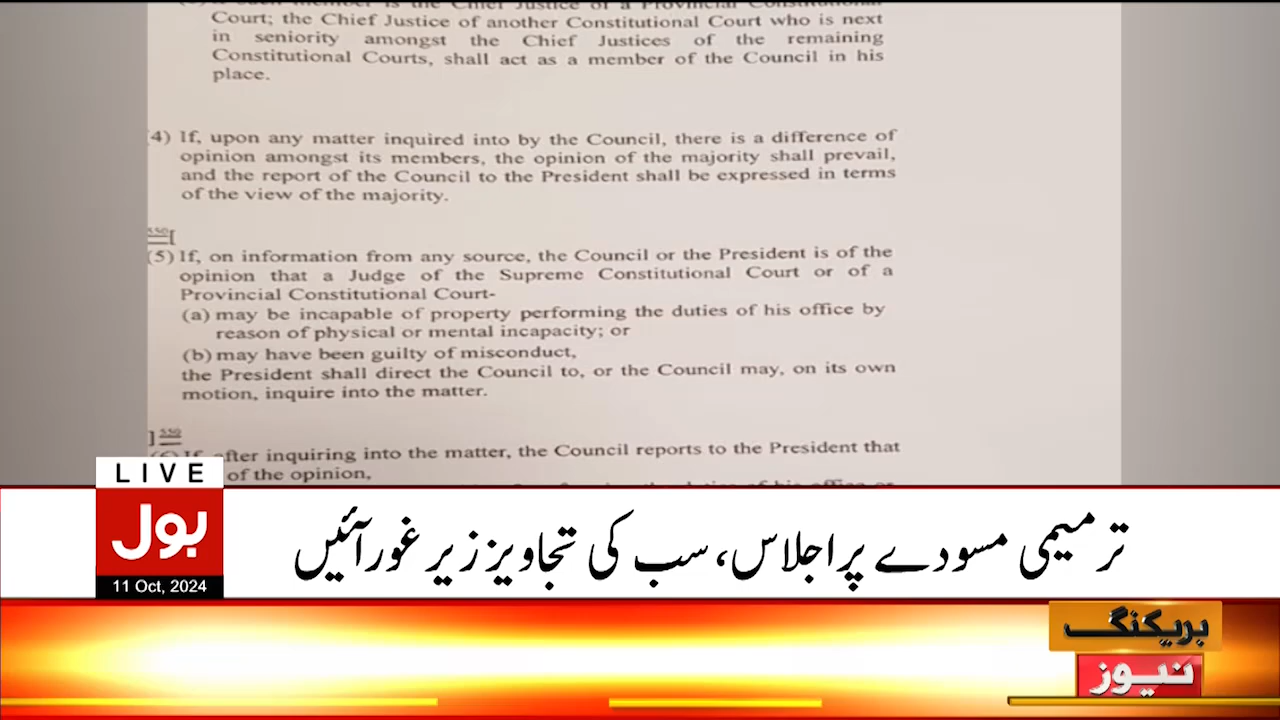 Court; the Chief Justice of another Constitutional Court who is next
in seniority amongst the Chief Justices of the remaining
Constitutional Courts, shall act as a member of the Council in his
place.
(4) If, upon any matter inquired into by the Council, there is a difference of
opinion amongst its members, the opinion of the majority shall prevail,
and the report of the Council to the President shall be expressed in terms
of the view of the majority.
550[
(5) If, on information from any source, the Council or the President is of the
opinion that a Judge of the Supreme Constitutional Court or of a
Provincial Constitutional Court-
(a) may be incapable of property performing the duties of his office by
reason of physical or mental incapacity; or
(b) may have been guilty of misconduct,
the President shall direct the Council to, or the Council may, on its own
motion, inquire into the matter.
]550
If, after inquiring into the matter, the Council reports to the President that
of the opinion,
LIVE
بول
11 Oct, 2024
ترمیمی مسودے پر اجلاس، سب کی تجاویز زیر غور آئیں
بریکنگ
نیوز